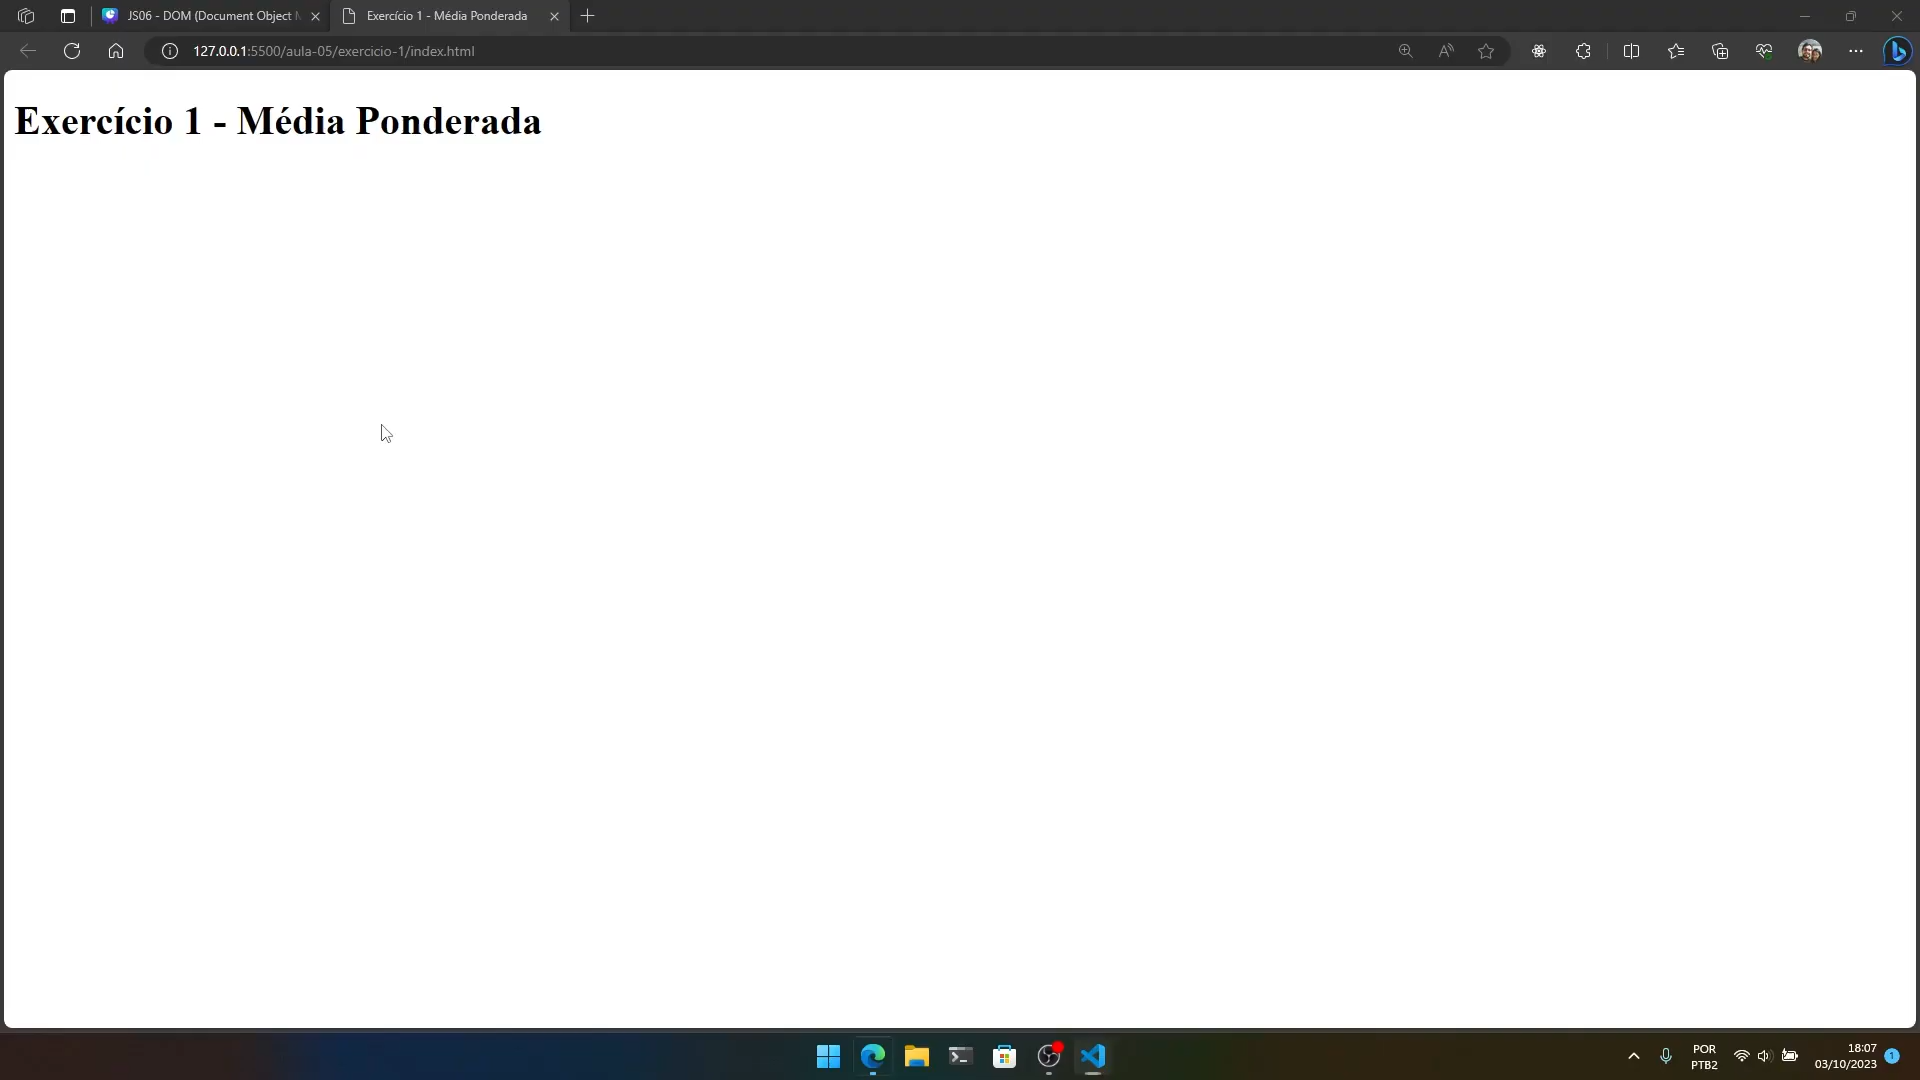 JS06 - DOM (Document Object
Exercício 1 - Média Ponderada
127.0.0.1:5500/aula-05/exercicio-1/index.html
Exercício 1 - Média Ponderada
POR
PTB2
18:07
03/10/2023
1